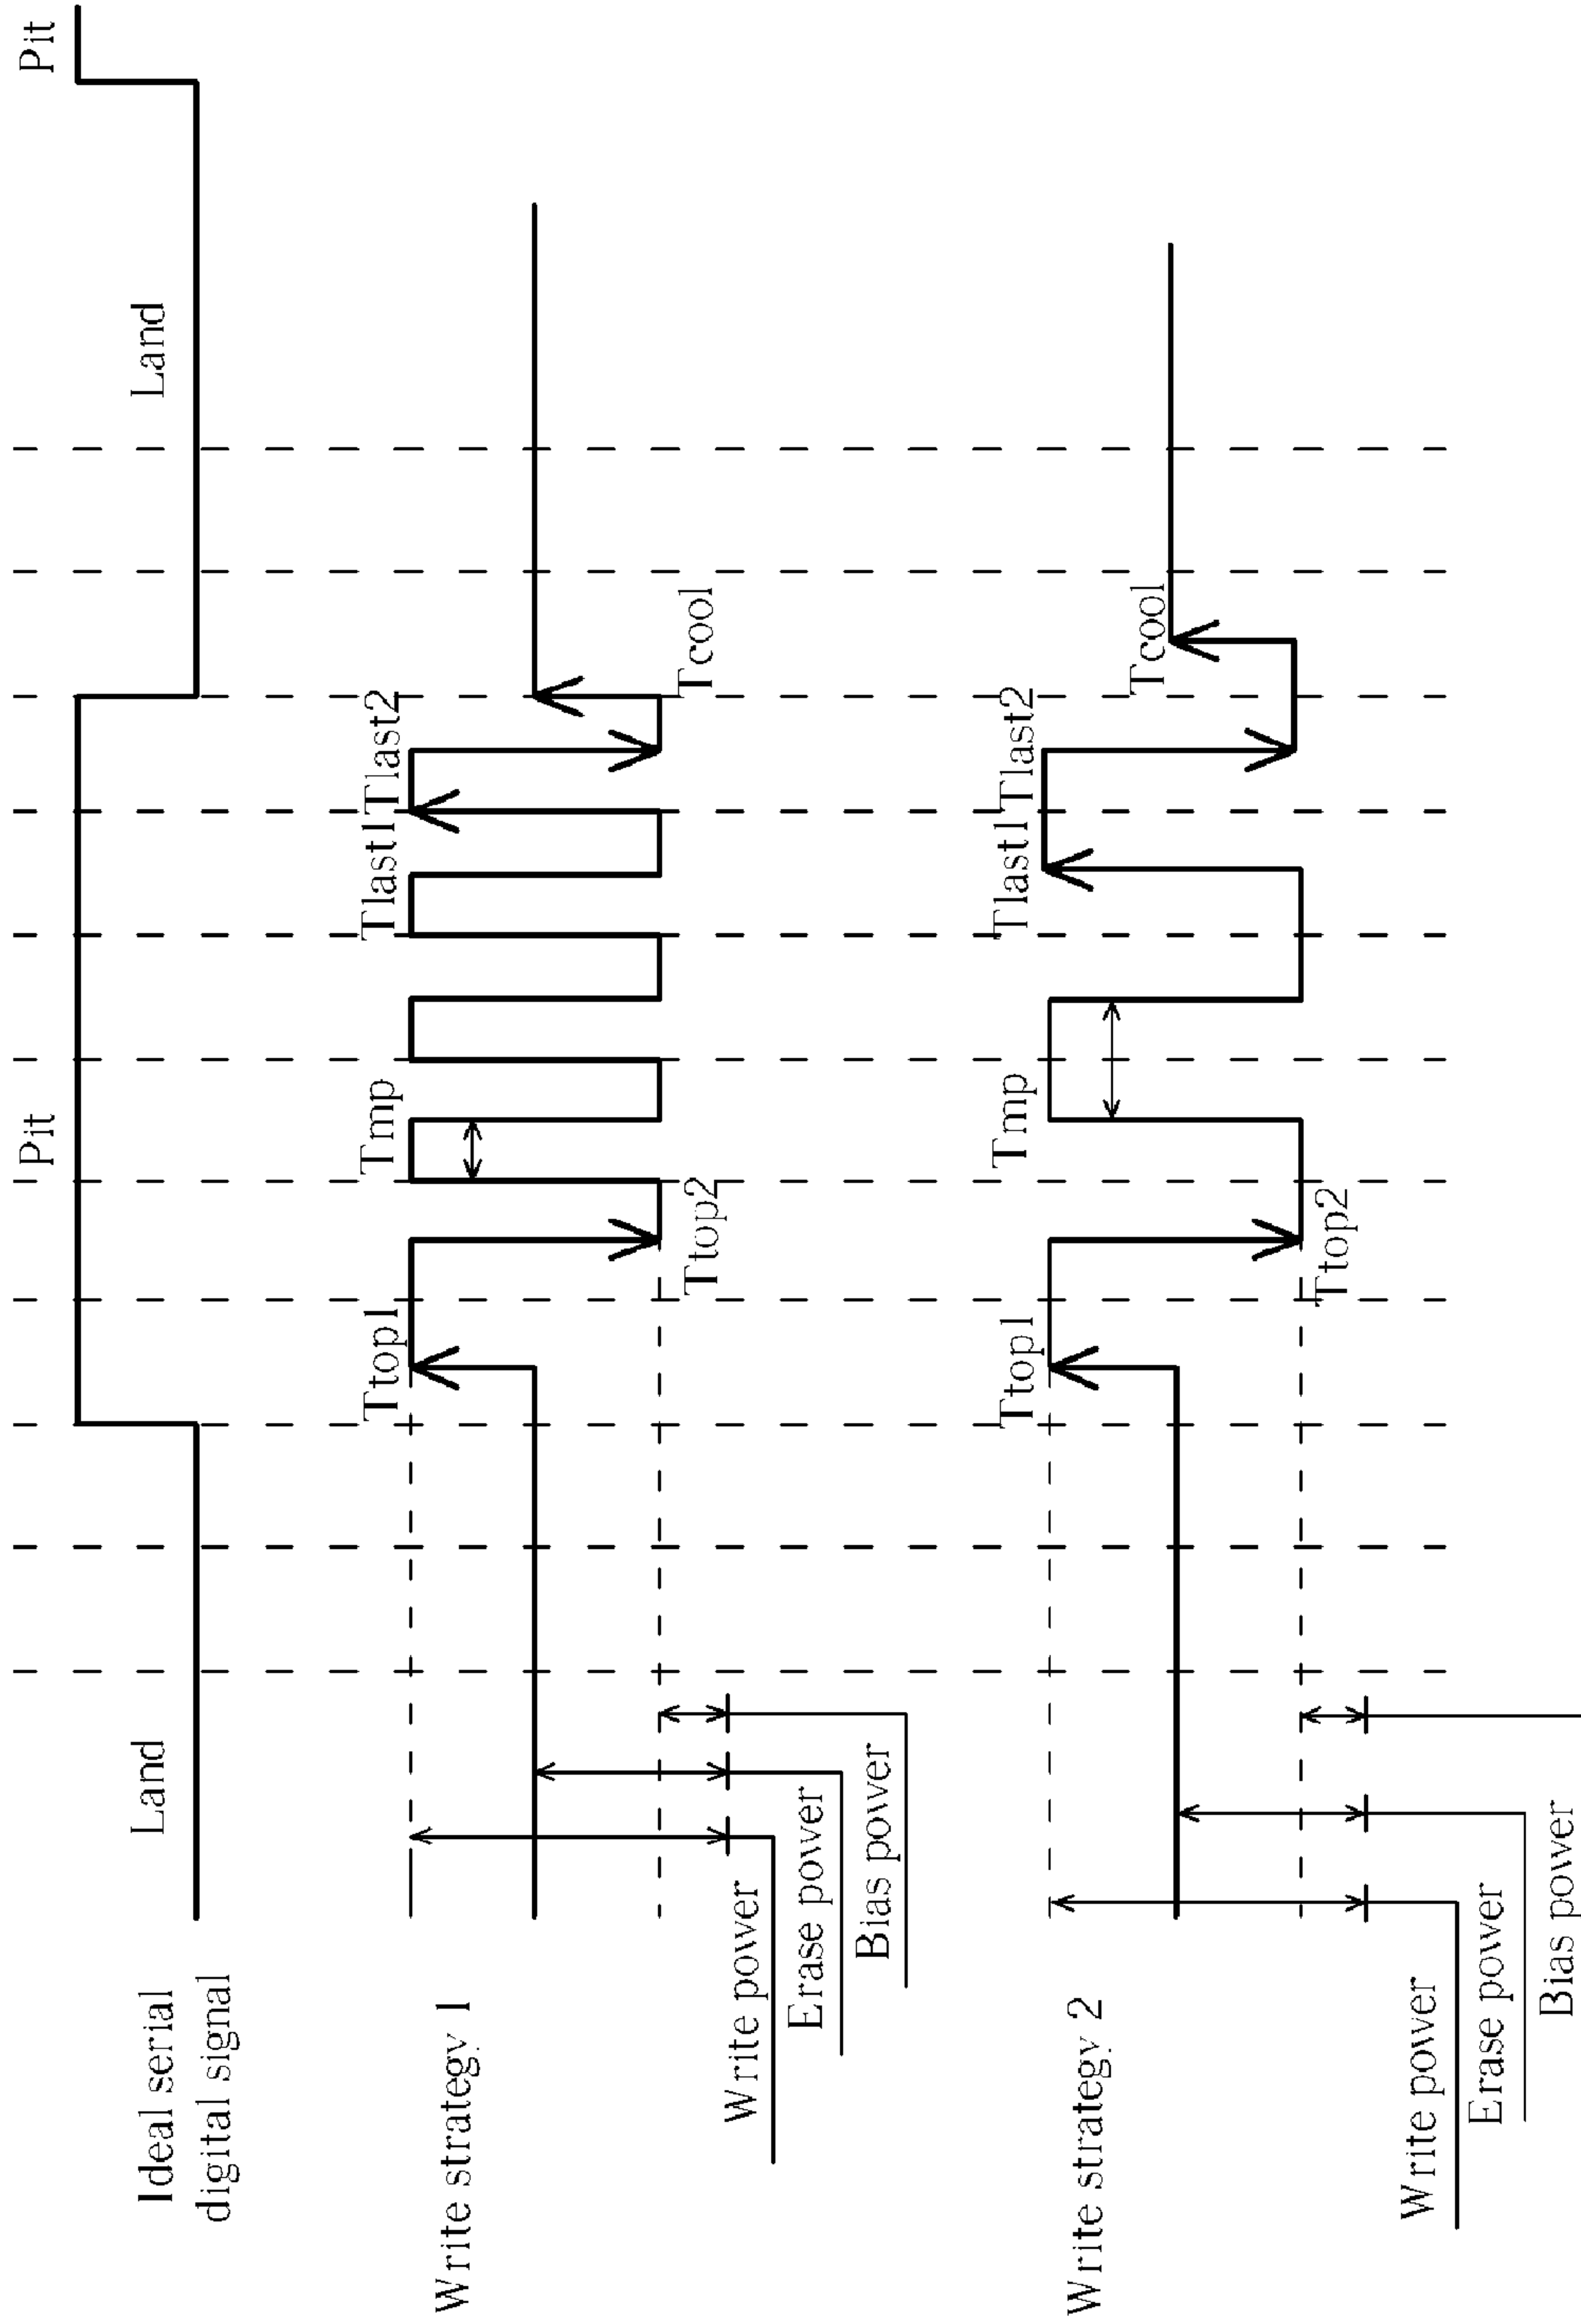 Ideal serial
digital signal
Land
Pit
Land
Pit
Write strategy 1
Ttop1
Tmp
Tlast1
Tlast2
Ttop2
Tcool
Write power
Erase power
Bias power
Write strategy 2
Ttop1
Tmp
Tlast1
Tlast2
Tcool
Ttop2
Write power
Erase power
Bias power